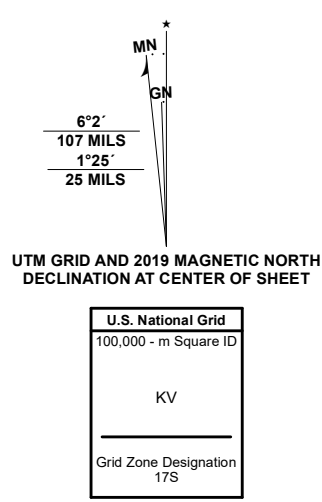 ★
MN
GN
6°2´
107 MILS
1°25´
25 MILS
UTM GRID AND 2019 MAGNETIC NORTH
DECLINATION AT CENTER OF SHEET
U.S. National Grid
100,000 - m Square ID
KV
Grid Zone Designation
17S